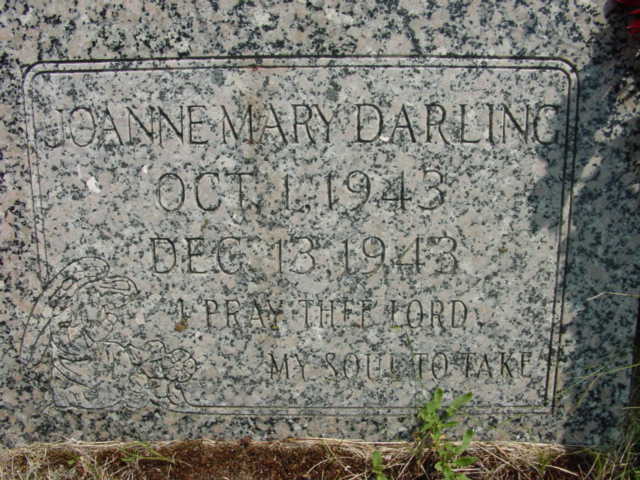 JOANNE MARY DARLING
OCT. 1, 1943
DEC. 13, 1943
I PRAY THEE LORD
MY SOUL TO TAKE